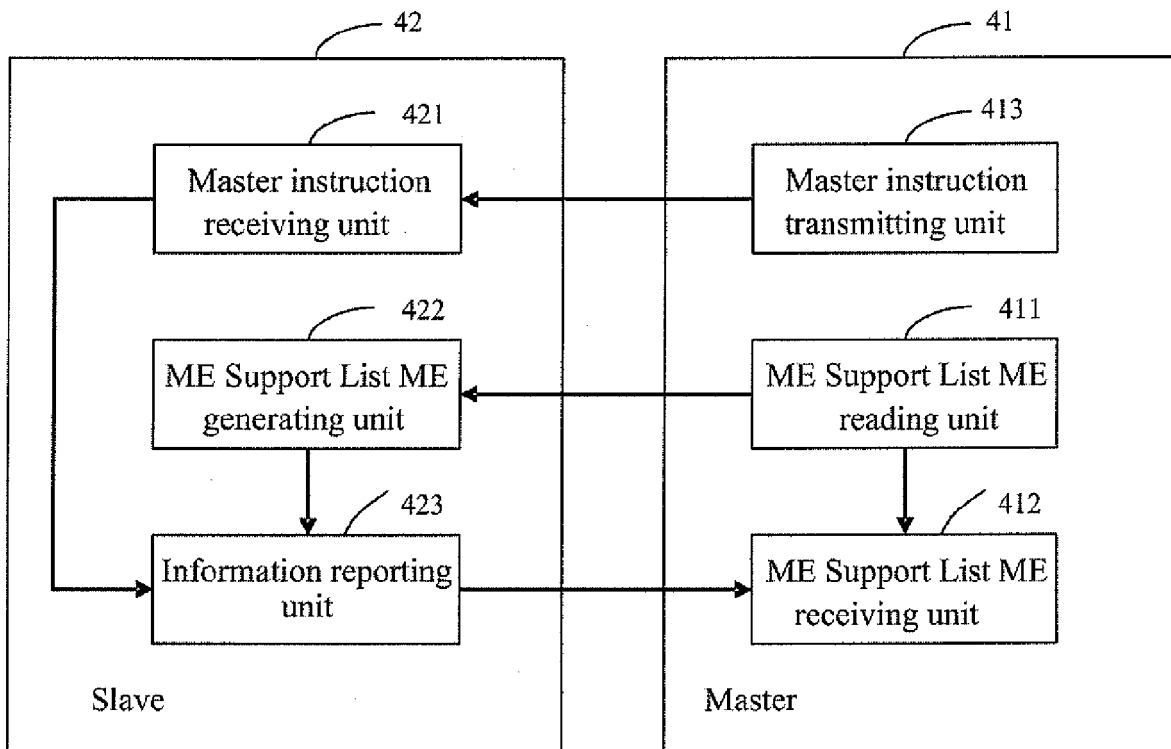 42
41
421
Master instruction
receiving unit
413
Master instruction
transmitting unit
422
ME Support List ME
generating unit
411
ME Support List ME
reading unit
423
Information reporting
unit
412
ME Support List ME
receiving unit
Slave
Master